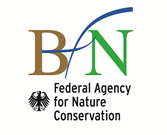 BfN
Federal Agency
for Nature
Conservation